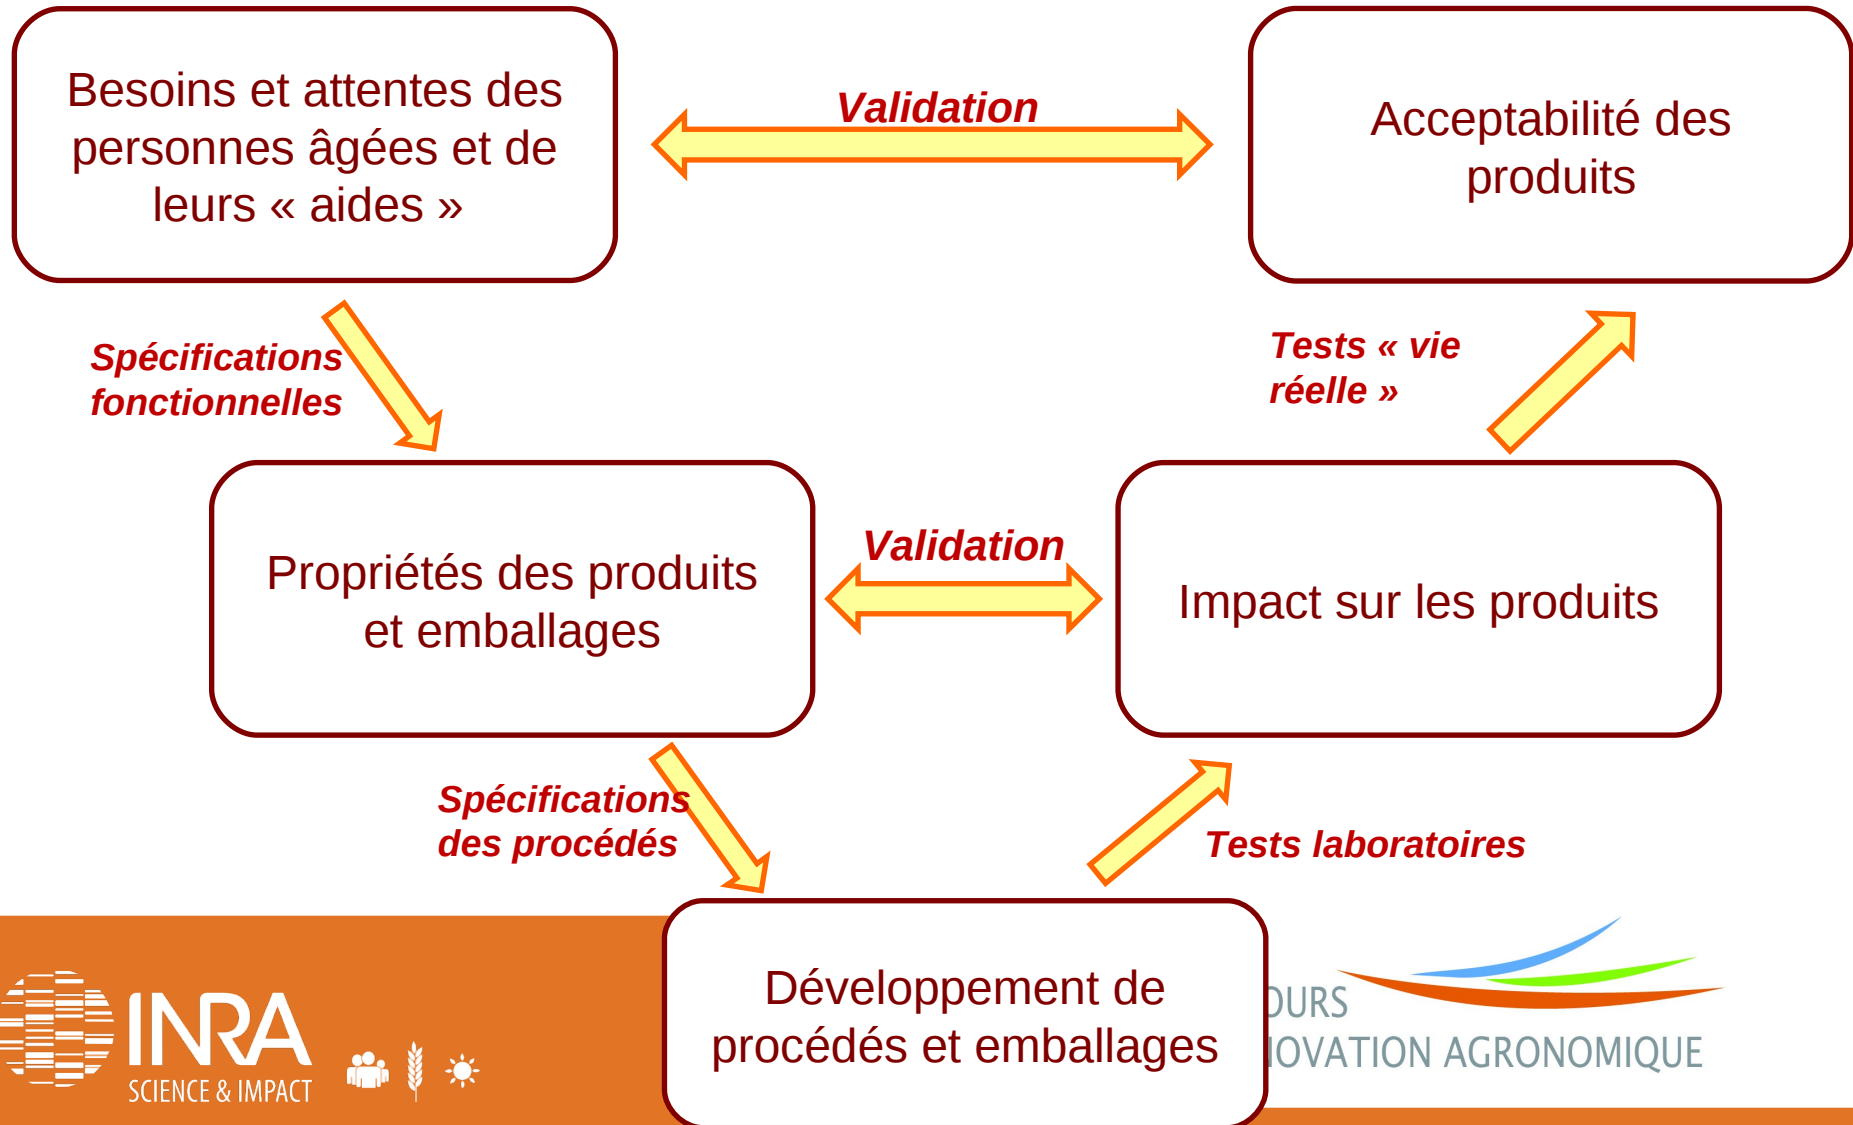 Besoins et attentes des
personnes âgées et de
leurs « aides »
Validation
Acceptabilité des
produits
Spécifications
fonctionnelles
Tests « vie
réelle »
Propriétés des produits
et emballages
Validation
Impact sur les produits
Spécifications
des procédés
Tests laboratoires
Développement de
procédés et emballages
INRA
SCIENCE & IMPACT
OURS
NOVATION AGRONOMIQUE